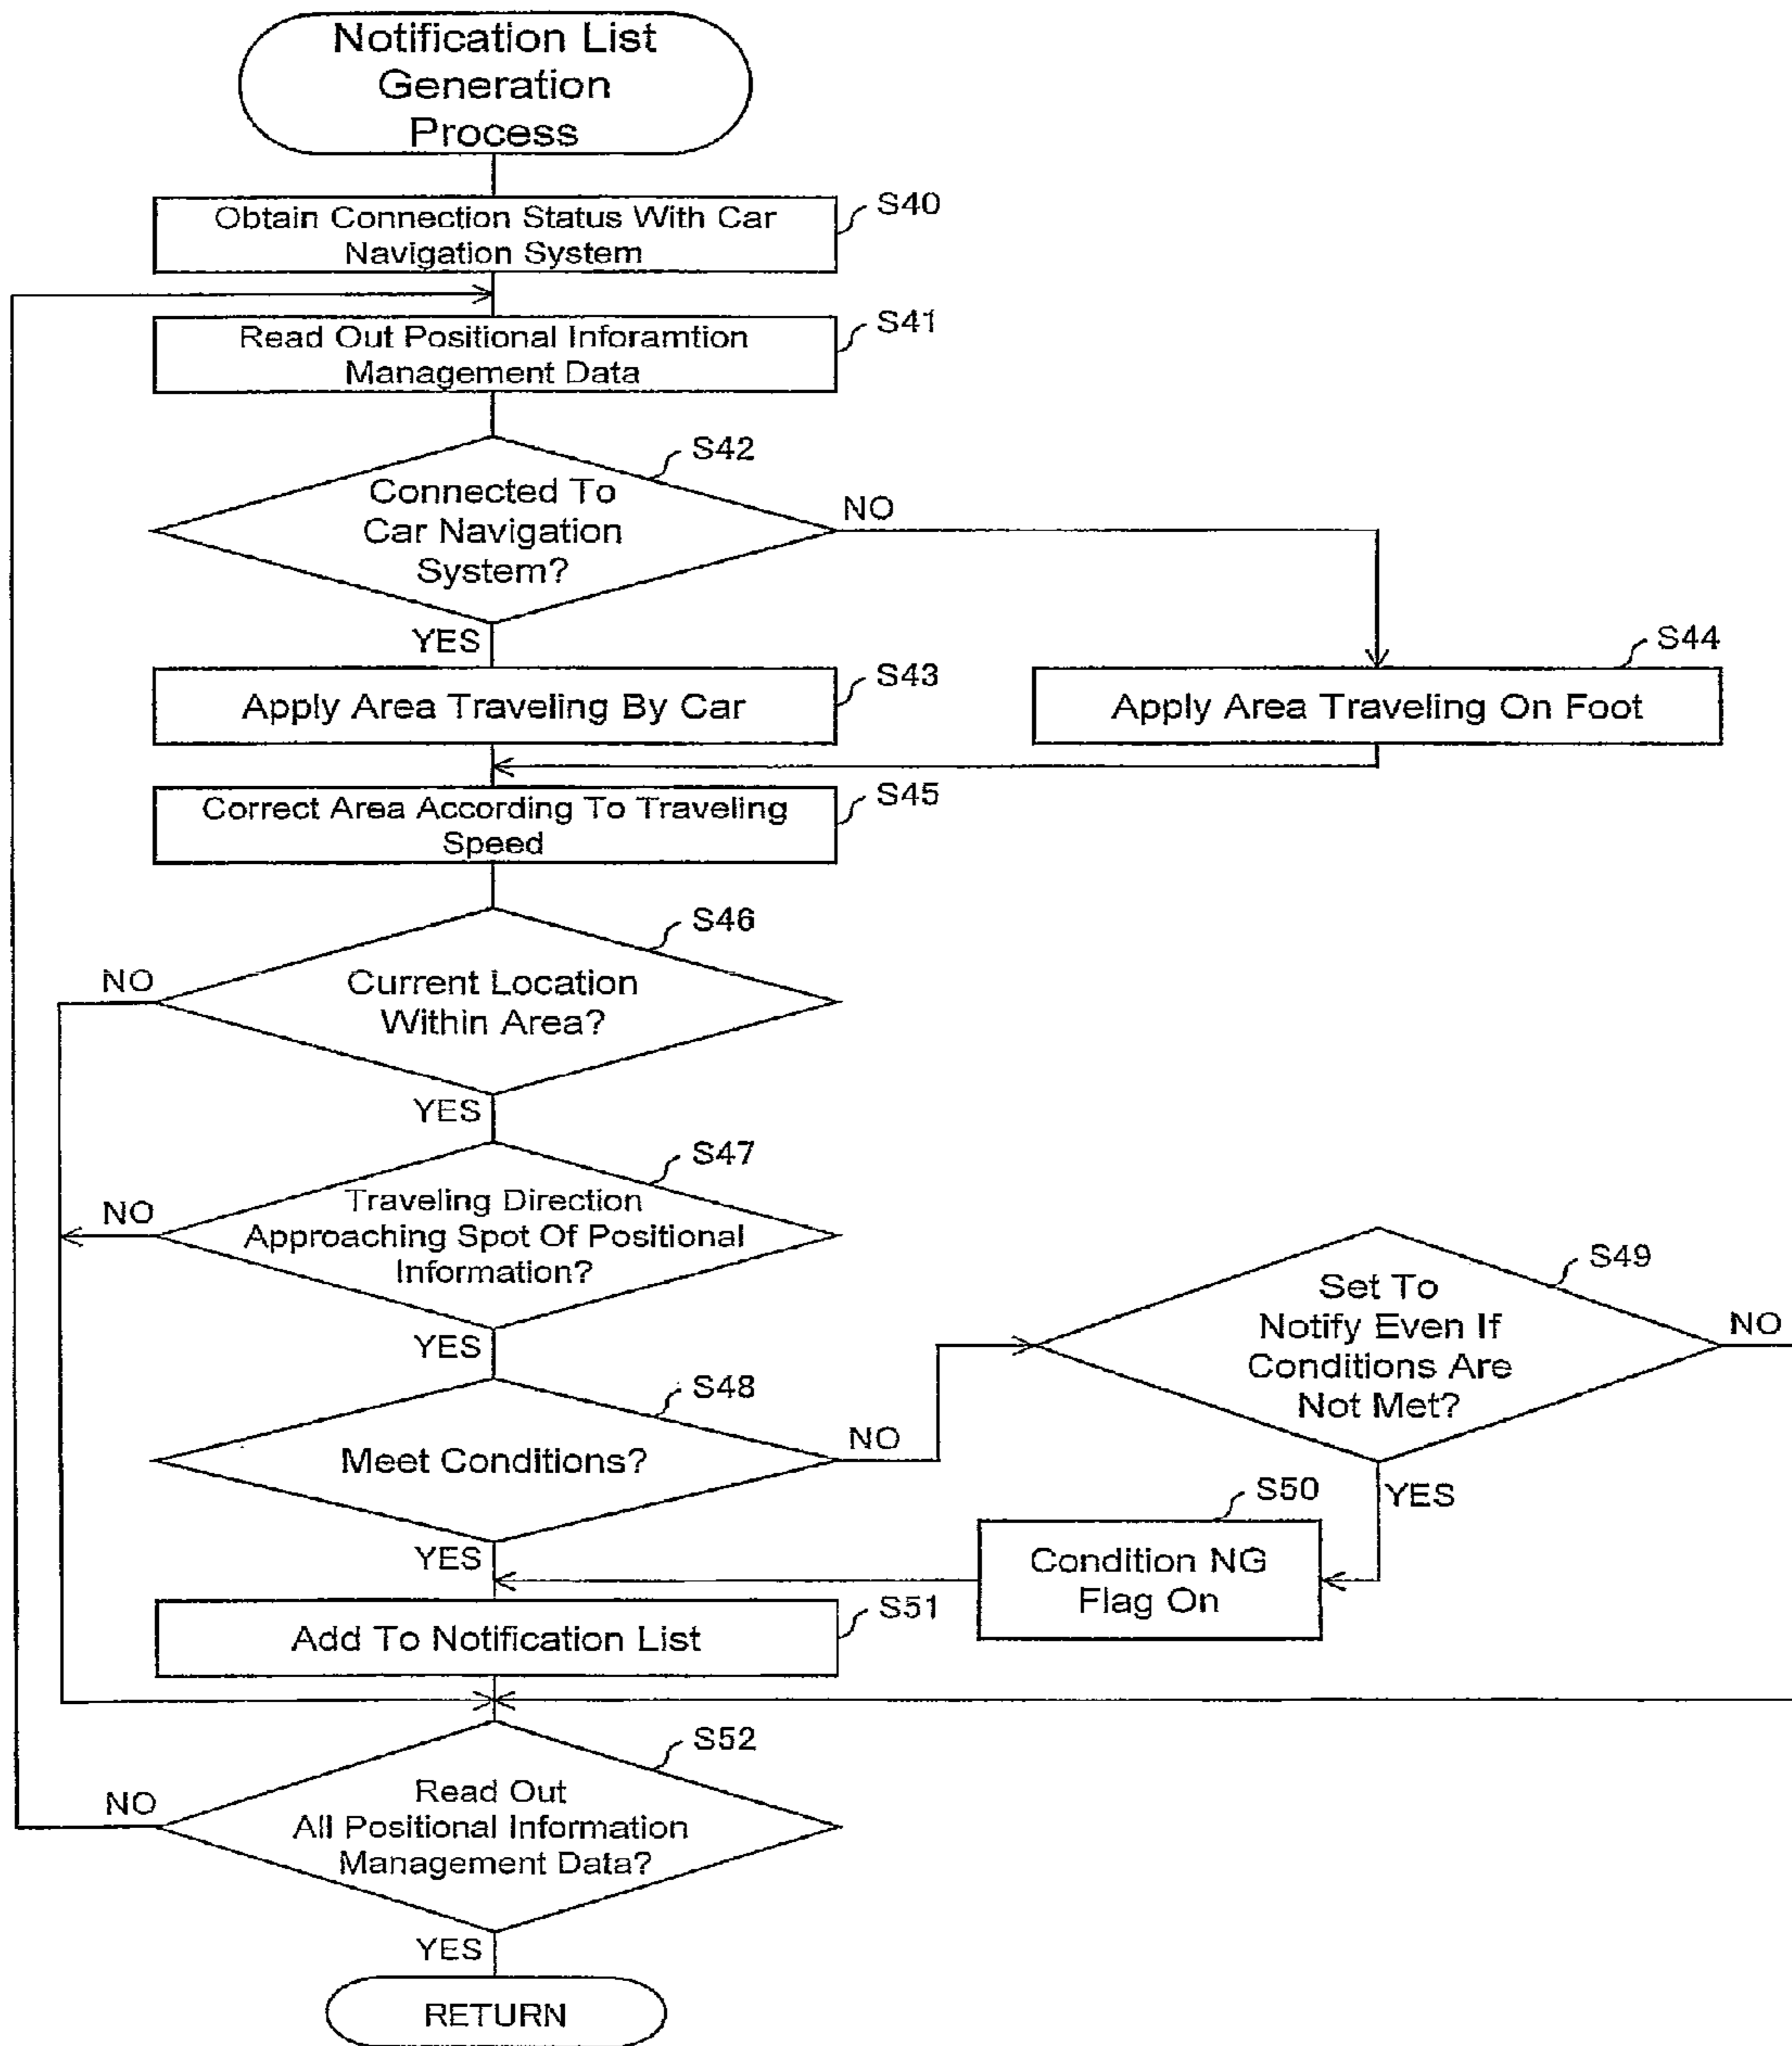 Notification List
Generation
Process
Obtain Connection Status With Car
Navigation System
S40
Read Out Positional Inforamtion
Management Data
S41
S42
Connected To
Car Navigation
System?
NO
YES
Apply Area Traveling By Car
S43
Apply Area Traveling On Foot
S44
Correct Area According To Traveling
Speed
S45
S46
Current Location
Within Area?
NO
YES
S47
Traveling Direction
Approaching Spot Of Positional
Information?
NO
YES
S48
Meet Conditions?
NO
YES
S49
Set To
Notify Even If
Conditions Are
Not Met?
NO
YES
S50
Condition NG
Flag On
Add To Notification List
S51
S52
Read Out
All Positional Information
Management Data?
NO
YES
RETURN